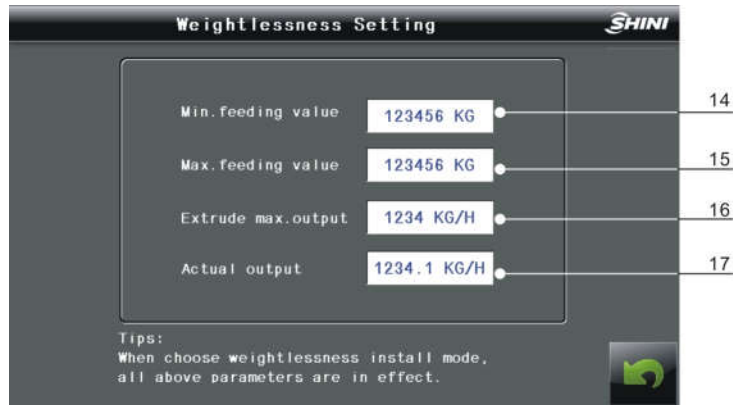 Weightlessness Setting SHINI
Min.feeding value 123456 KG 14
Max.feeding value 123456 KG 15
Extrude max.output 1234 KG/H 16
Actual output 1234.1 KG/H 17
Tips:
When choose weightlessness install mode,
all above parameters are in effect.